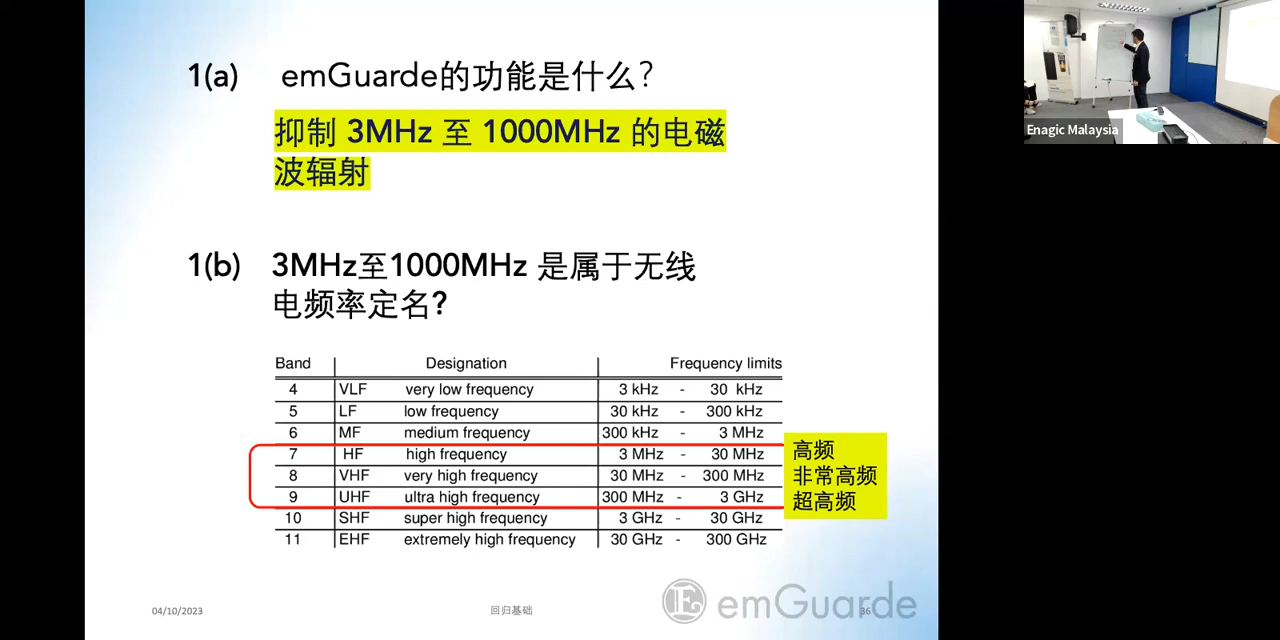 1(a) emGuarde的功能是什么?
抑制 3MHz 至 1000MHz 的电磁
波辐射
1(b) 3MHz至1000MHz 是属于无线
电频率定名?
Band Designation Frequency limits
4 VLF very low frequency 3 kHz - 30 kHz
5 LF low frequency 30 kHz - 300 kHz
6 MF medium frequency 300 kHz - 3 MHz
7 HF high frequency 3 MHz - 30 MHz
8 VHF very high frequency 30 MHz - 300 MHz
9 UHF ultra high frequency 300 MHz - 3 GHz
10 SHF super high frequency 3 GHz - 30 GHz
11 EHF extremely high frequency 30 GHz - 300 GHz
高频
非常高频
超高频
04/10/2023
回归基础
E emGuarde
36
Enagic Malaysia